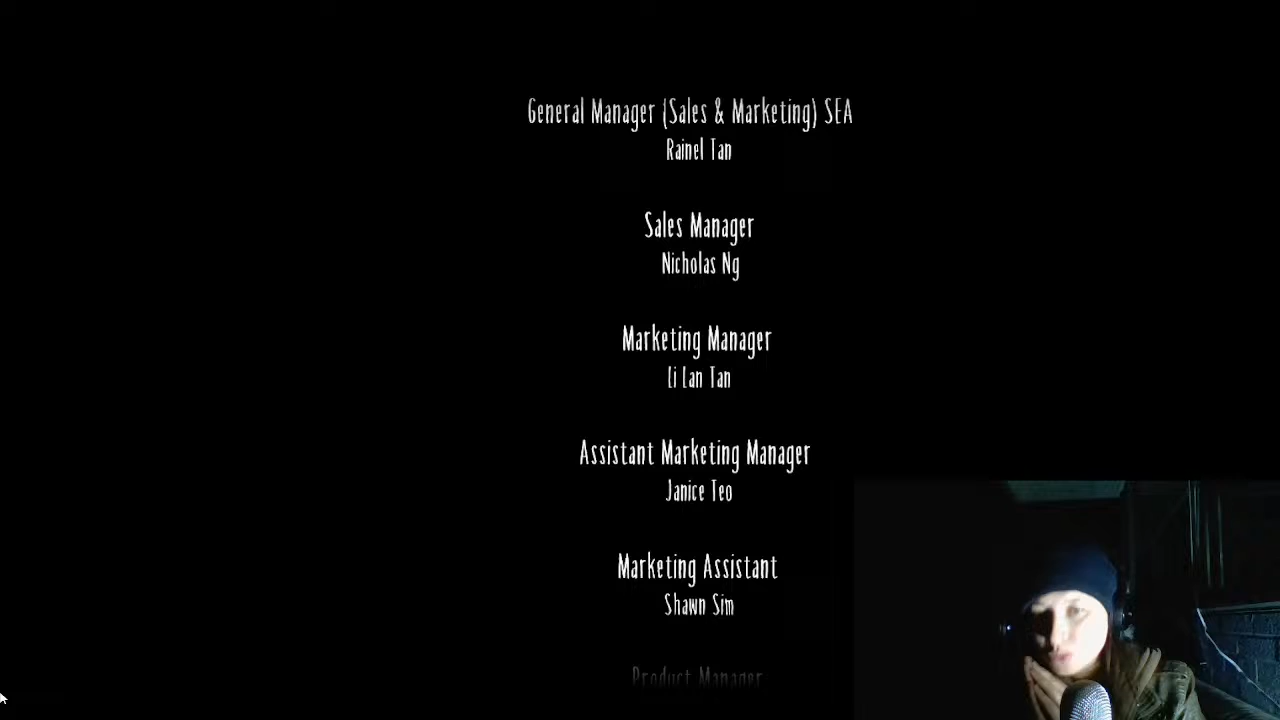 General Manager (Sales & Marketing) SEA
Rainel Tan
Sales Manager
Nicholas Ng
Marketing Manager
Li Lan Tan
Assistant Marketing Manager
Janice Teo
Marketing Assistant
Shawn Sim
Product Manager